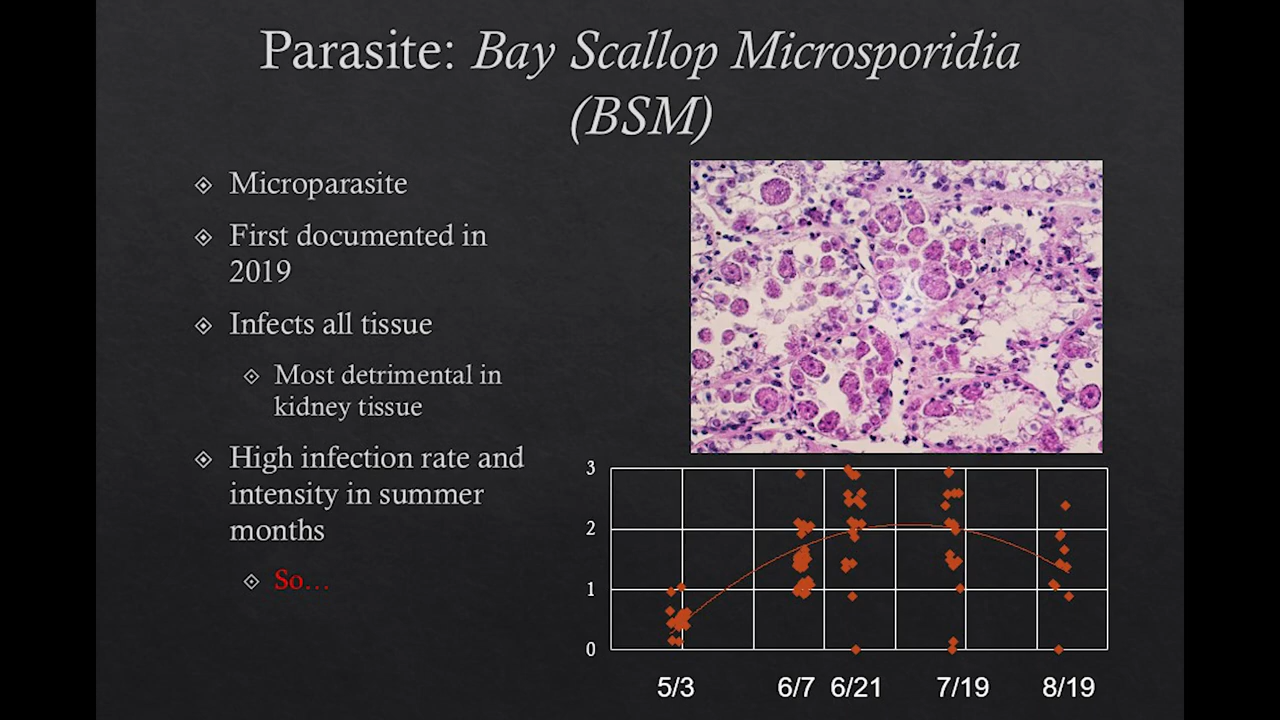 Parasite: Bay Scallop Microsporidia
(BSM)
Microparasite
First documented in
2019
Infects all tissue
Most detrimental in
kidney tissue
High infection rate and
intensity in summer
months
So...
3
2
1
0
5/3 6/7 6/21 7/19 8/19